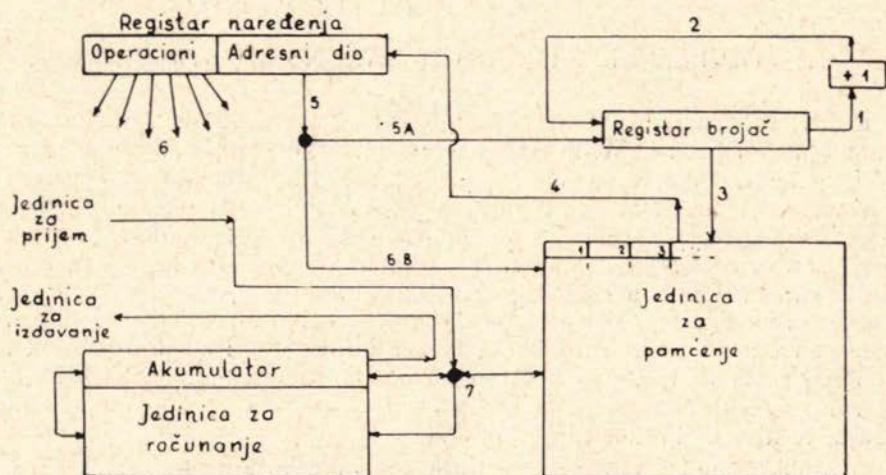 Registar naređenja
Operacioni
Adresni dio
2
+ 1
5
5A
Registar brojač
1
6
4
3
Jedinica
za
prijem
5B
1
2
3
- -
Jedinica
za
izdavanje
Jedinica
za
pamćenje
Akumulator
7
Jedinica za
računanje